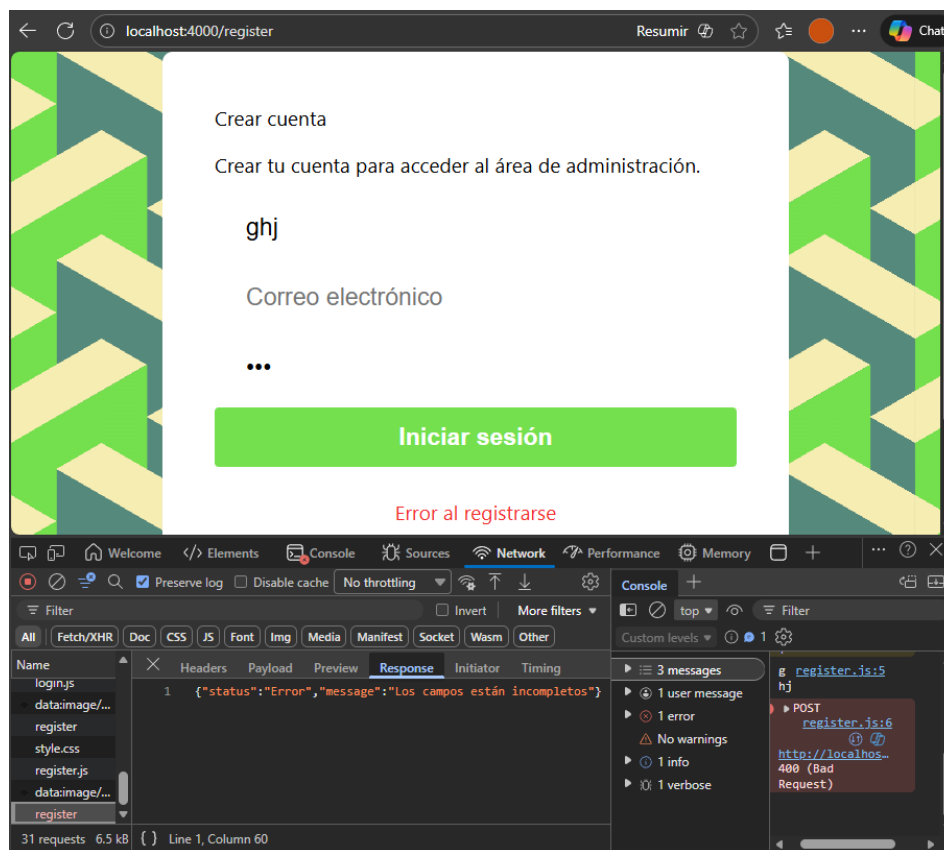 localhost:4000/register
Resumir
Chat
Crear cuenta
Crear tu cuenta para acceder al área de administración.
ghj
Correo electrónico
•••
Iniciar sesión
Error al registrarse
Welcome
Elements
Console
Sources
Network
Performance
Memory
Preserve log
Disable cache
No throttling
Console
Filter
Invert
More filters
top
Filter
All
Fetch/XHR
Doc
CSS
JS
Font
Img
Media
Manifest
Socket
Wasm
Other
Custom levels
1
Name
Headers
Payload
Preview
Response
Initiator
Timing
login.js
data:image/...
register
style.css
register.js
data:image/...
register
1 {"status":"Error","message":"Los campos están incompletos"}
3 messages
1 user message
1 error
No warnings
1 info
1 verbose
g register.js:5
hj
POST
register.js:6
http://localhos…
400 (Bad
Request)
31 requests 6.5 kB
{ } Line 1, Column 60